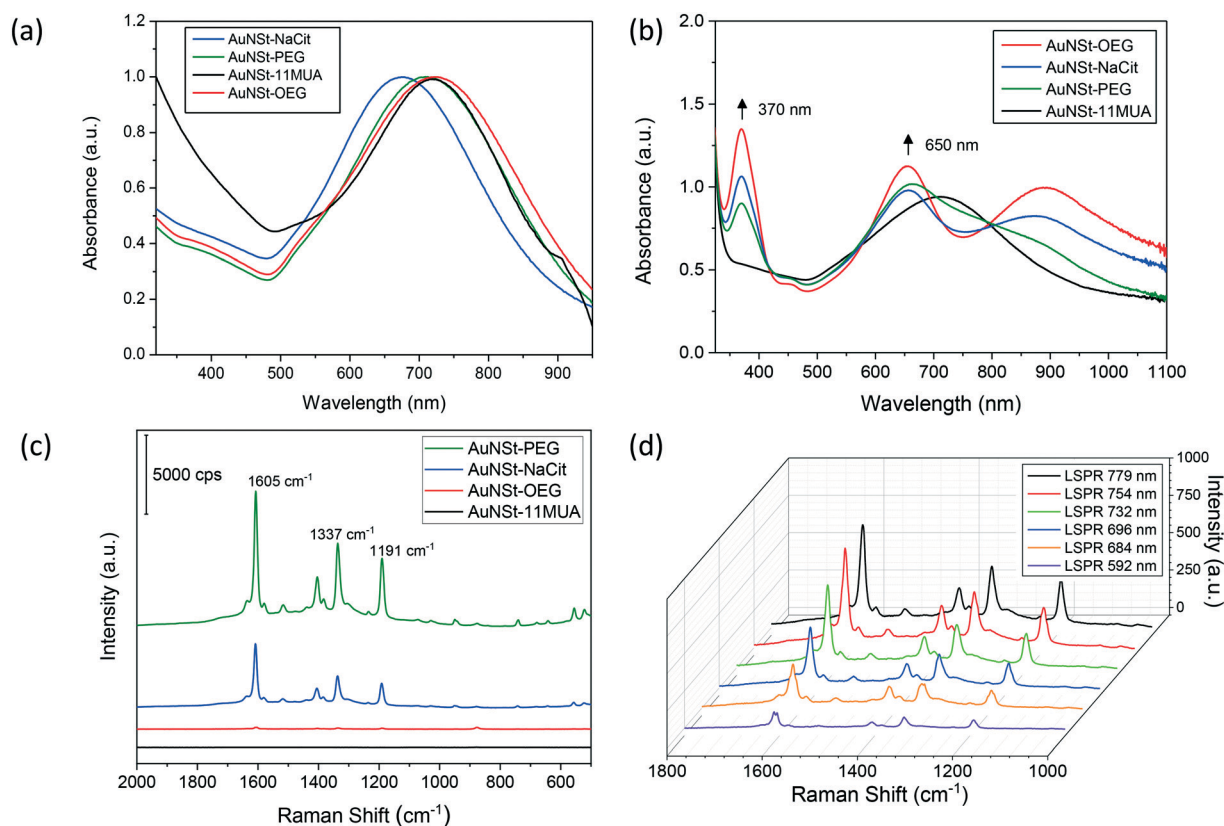 (a)
1.2
1.0
0.8
0.6
0.4
0.2
0.0
Absorbance (a.u.)
AuNSt-NaCit
AuNSt-PEG
AuNSt-11MUA
AuNSt-OEG
400 500 600 700 800 900
Wavelength (nm)
(b)
2.0
1.5
1.0
0.5
0.0
Absorbance (a.u.)
AuNSt-OEG
AuNSt-NaCit
AuNSt-PEG
AuNSt-11MUA
370 nm
650 nm
400 500 600 700 800 900 1000 1100
Wavelength (nm)
(c)
5000 cps
Intensity (a.u.)
AuNSt-PEG
AuNSt-NaCit
AuNSt-OEG
AuNSt-11MUA
1605 cm⁻¹
1337 cm⁻¹
1191 cm⁻¹
2000 1800 1600 1400 1200 1000 800 600
Raman Shift (cm⁻¹)
(d)
LSPR 779 nm
LSPR 754 nm
LSPR 732 nm
LSPR 696 nm
LSPR 684 nm
LSPR 592 nm
1000
750
500
250
0
Intensity (a.u.)
1800 1600 1400 1200 1000
Raman Shift (cm⁻¹)